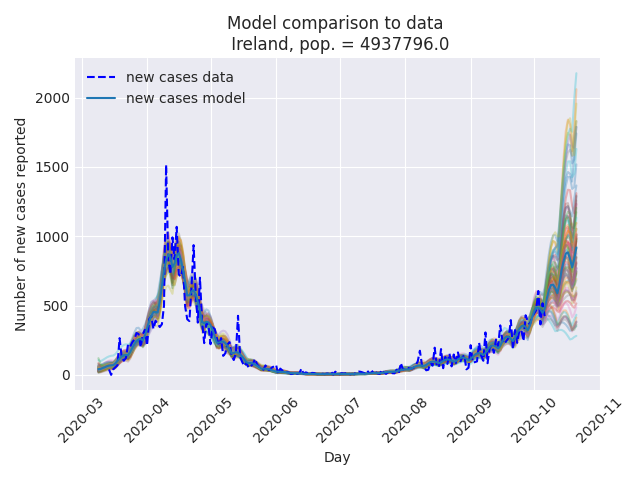 Model comparison to data
Ireland, pop. = 4937796.0
new cases data
new cases model
Number of new cases reported
2000
1500
1000
500
0
2020-03
2020-04
2020-05
2020-06
2020-07
2020-08
2020-09
2020-10
2020-11
Day